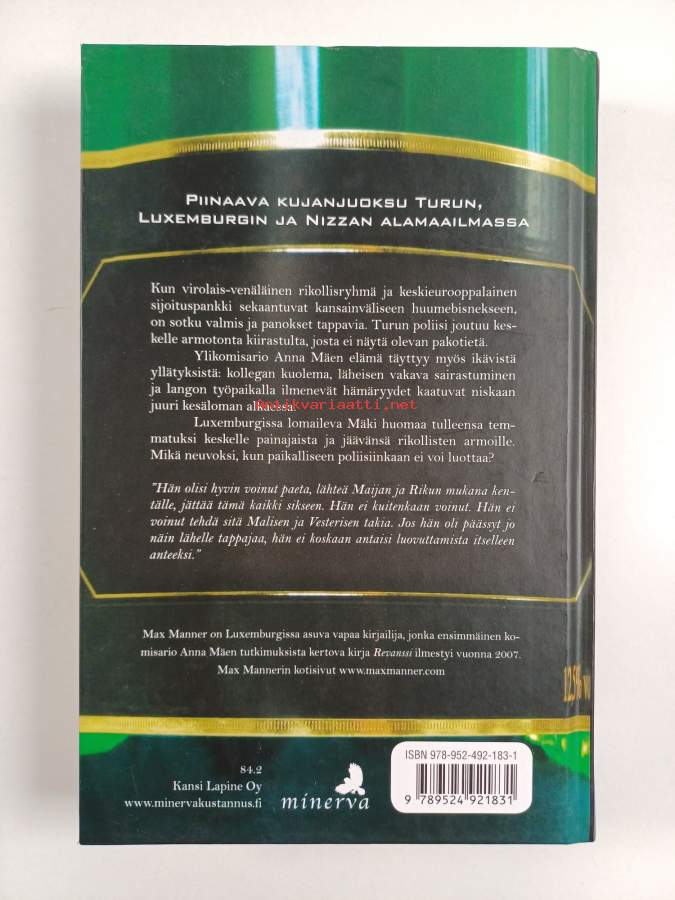 Piinaava kujanjuoksu Turun,
Luxemburgin ja Nizzan alamaailmassa
Kun virolais-venäläinen rikollisryhmä ja keskieurooppalainen
sijoituspankki sekaantuvat kansainväliseen huumebisnekseen,
on sotku valmis ja panokset tappavia. Turun poliisi joutuu kes-
kelle armotonta kiirastulta, josta ei näytä olevan pakotietä.
Ylikomisario Anna Mäen elämä täyttyy myös ikävistä
yllätyksistä: kollegan kuolema, läheisen vakava sairastuminen
ja langon työpaikalla ilmenevät hämäryydet kaatuvat niskaan
juuri kesäloman alkaessa.
antikvariaatti.net
Luxemburgissa lomaileva Mäki huomaa tulleensa tem-
matuksi keskelle painajaista ja jäävänsä rikollisten armoille.
Mikä neuvoksi, kun paikalliseen poliisiinkaan ei voi luottaa?
"Hän olisi hyvin voinut paeta, lähteä Maijan ja Rikun mukana ken-
tälle, jättää tämä kaikki sikseen. Hän ei kuitenkaan voinut. Hän ei
voinut tehdä sitä Malisen ja Vesterisen takia. Jos hän oli päässyt jo
näin lähelle tappajaa, hän ei koskaan antaisi luovuttamista itselleen
anteeksi."
Max Manner on Luxemburgissa asuva vapaa kirjailija, jonka ensimmäinen ko-
misario Anna Mäen tutkimuksista kertova kirja Revanssi ilmestyi vuonna 2007.
Max Mannerin kotisivut www.maxmanner.com
84.2
Kansi Lapine Oy
www.minervakustannus.fi
minerva
ISBN 978-952-492-183-1
9 789524 921831